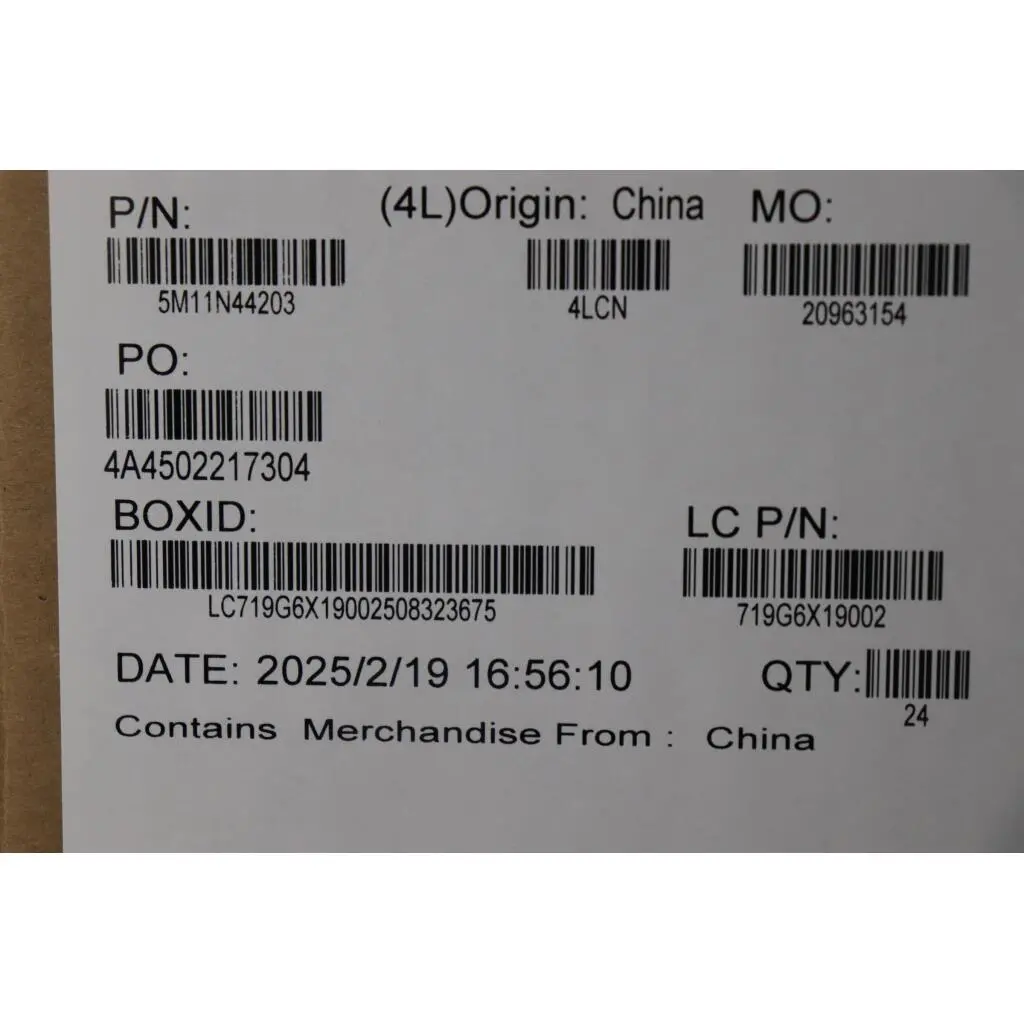 P/N: (4L)Origin: China MO:
5M11N44203 4LCN 20963154
PO:
4A4502217304
BOXID: LC P/N:
LC719G6X19002508323675 719G6X19002
DATE: 2025/2/19 16:56:10 QTY:
24
Contains Merchandise From : China